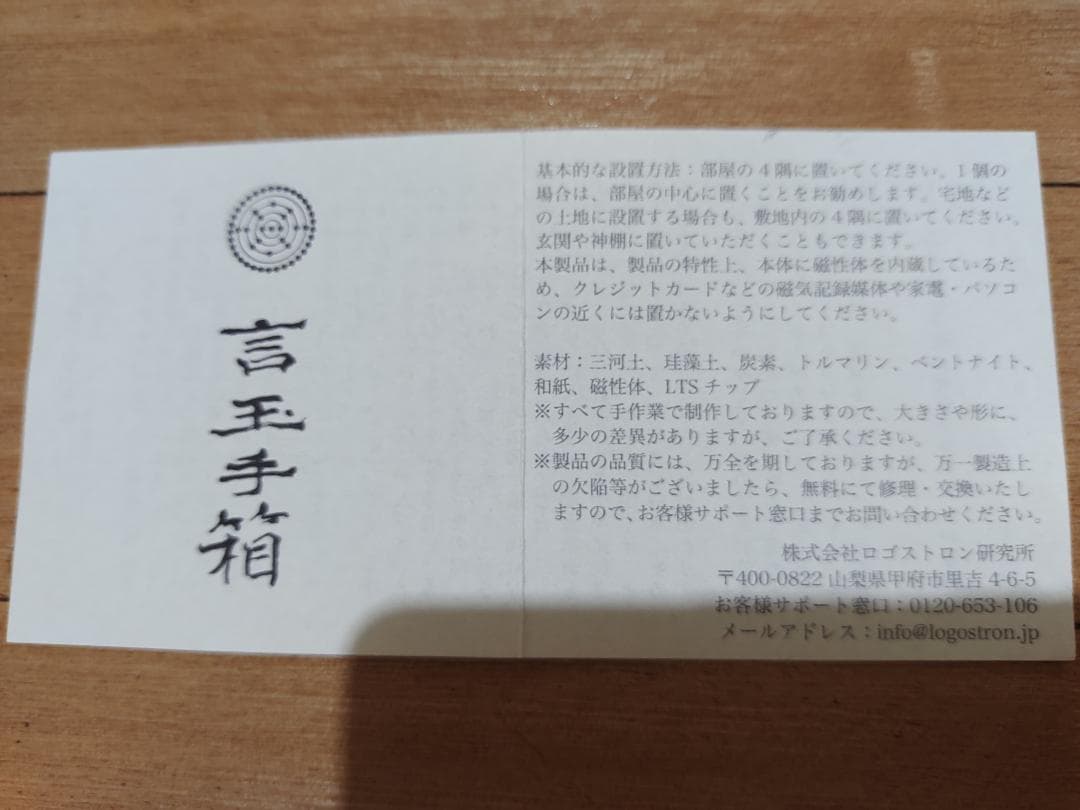 言玉手箱
基本的な設置方法：部屋の４隅に置いてください。１個の
場合は、部屋の中心に置くことをお勧めします。宅地など
の土地に設置する場合も、敷地内の４隅に置いてください。
玄関や神棚に置いていただくこともできます。
本製品は、製品の特性上、本体に磁性体を内蔵しているた
め、クレジットカードなどの磁気記録媒体や家電・パソコ
ンの近くには置かないようにしてください。
素材：三河土、珪藻土、炭素、トルマリン、ベントナイト、
和紙、磁性体、LTSチップ
※すべて手作業で制作しておりますので、大きさや形に、
多少の差異がありますが、ご了承ください。
※製品の品質には、万全を期しておりますが、万一製造上
の欠陥等がございましたら、無料にて修理・交換いたし
ますので、お客様サポート窓口までお問い合わせください。
株式会社ロゴストロン研究所
〒400-0822 山梨県甲府市里吉 4-6-5
お客様サポート窓口：0120-653-106
メールアドレス：info@logostron.jp